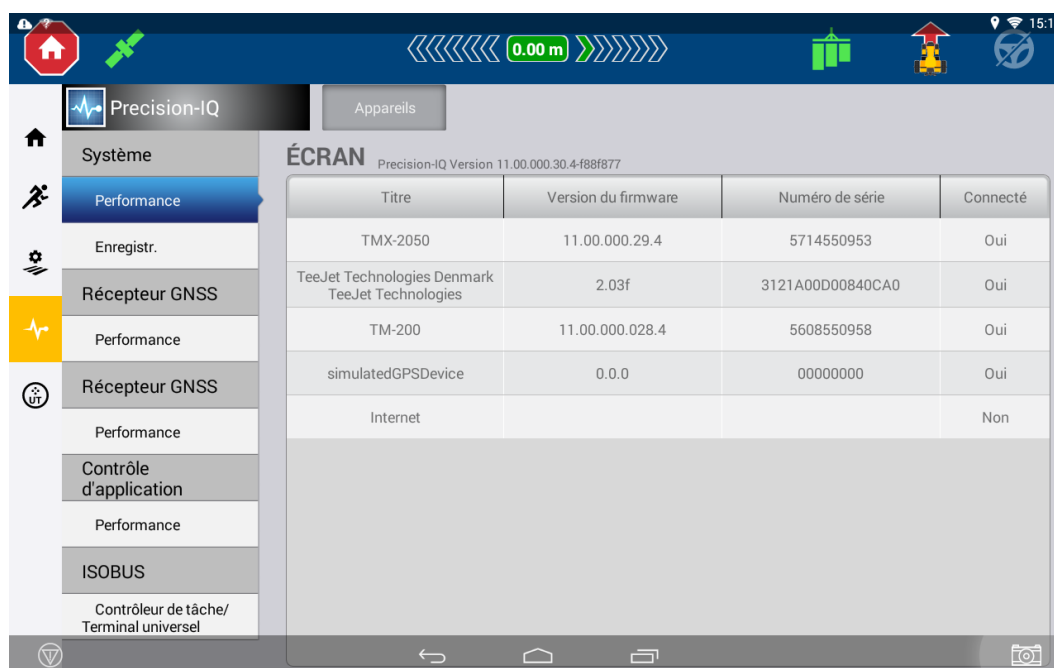 15:1
0.00 m
Precision-IQ
Appareils
Système
Performance
Enregistr.
Récepteur GNSS
Performance
Récepteur GNSS
Performance
Contrôle
d'application
Performance
ISOBUS
Contrôleur de tâche/
Terminal universel
UT
ÉCRAN Precision-IQ Version 11.00.000.30.4-f88f877
Titre Version du firmware Numéro de série Connecté
TMX-2050 11.00.000.29.4 5714550953 Oui
TeeJet Technologies Denmark
TeeJet Technologies 2.03f 3121A00D00840CA0 Oui
TM-200 11.00.000.028.4 5608550958 Oui
simulatedGPSDevice 0.0.0 00000000 Oui
Internet Non